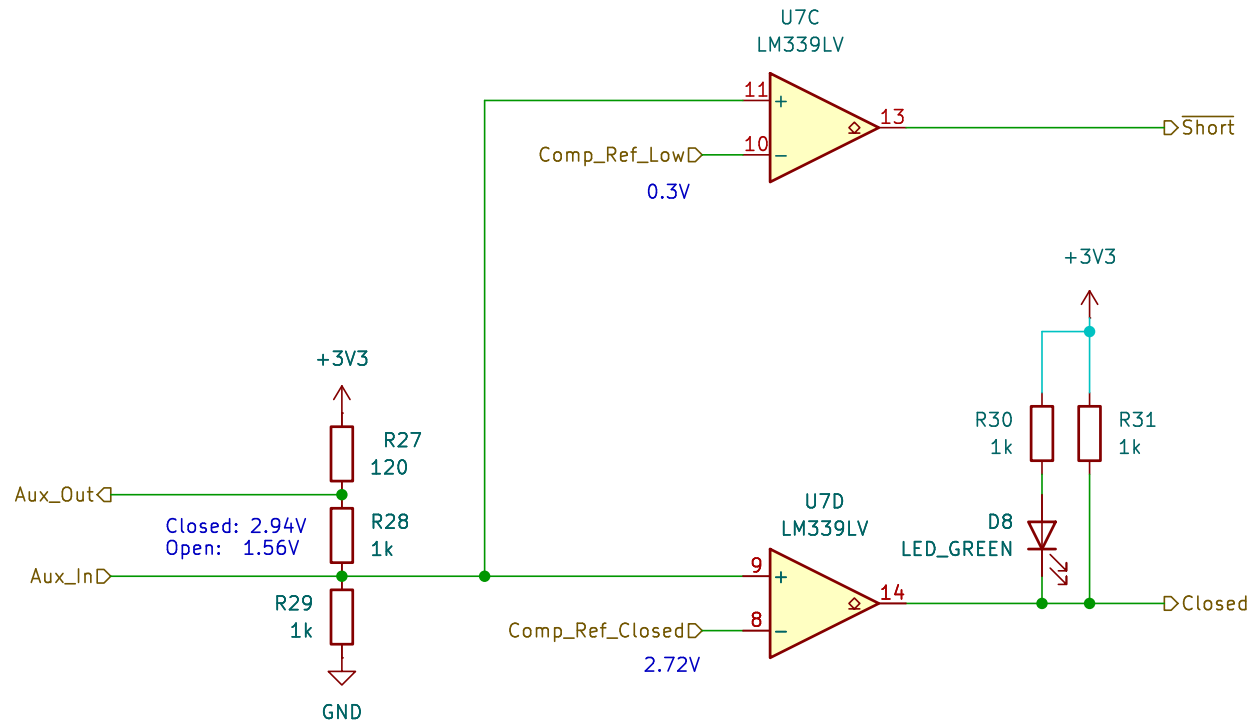 U7C
LM339LV
11
+
13
Short
10
Comp_Ref_Low
−
0.3V
+3V3
+3V3
R27
120
R30
1k
R31
1k
Aux_Out
Closed: 2.94V
Open: 1.56V
R28
1k
U7D
LM339LV
D8
LED_GREEN
Aux_In
9
+
14
Closed
R29
1k
8
Comp_Ref_Closed
−
2.72V
GND